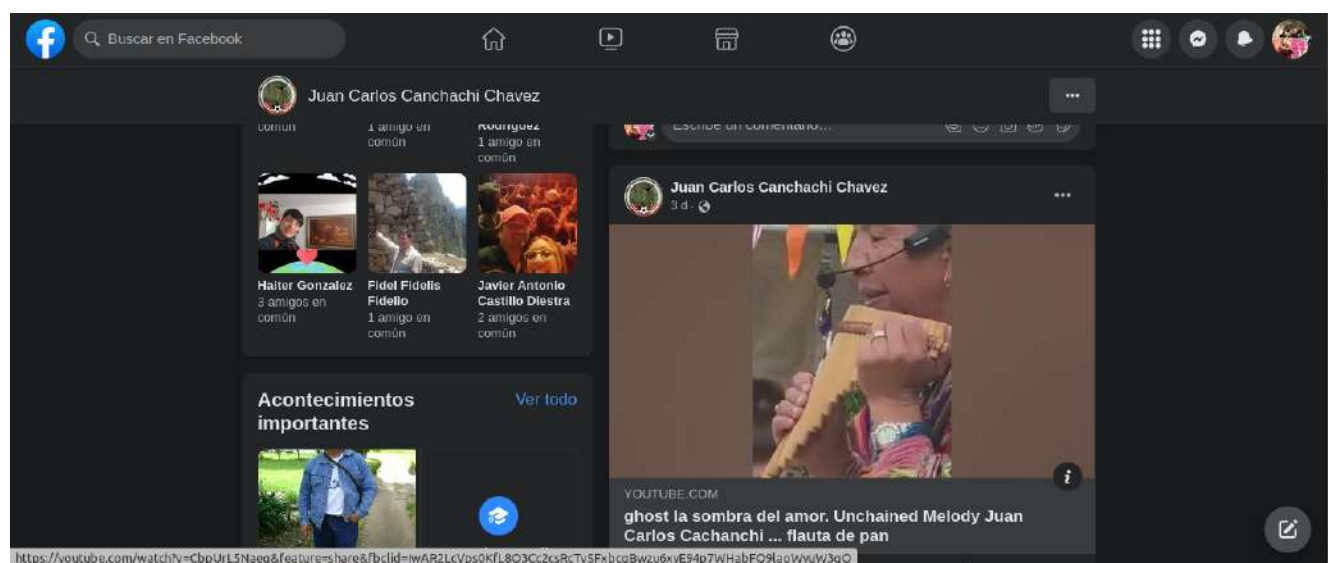 Buscar en Facebook
Juan Carlos Canchachi Chavez
común
1 amigo en
común
Rodriguez
1 amigo en
común
Escribe un comentario...
Haiter Gonzalez
3 amigos en
común
Fidel Fidelis
Fidelio
1 amigo en
común
Javier Antonio
Castillo Diestra
2 amigos en
común
Acontecimientos
importantes
Ver todo
Juan Carlos Canchachi Chavez
3 d ·
YOUTUBE.COM
ghost la sombra del amor. Unchained Melody Juan
Carlos Cachanchi ... flauta de pan